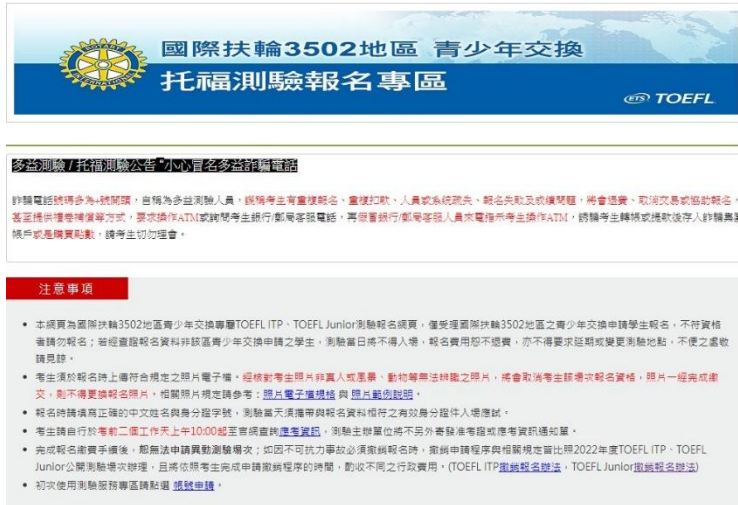 國際扶輪3502地區 青少年交換
托福測驗報名專區
ETS TOEFL
多益測驗 / 托福測驗公告 "小心冒名多益詐騙電話
詐騙電話號碼多為+號開頭，自稱為多益測驗人員，誤稱考生有重複報名、重複扣款、人員或系統疏失、報名失敗及成績問題，將會退費、取消交易或協助報名，
甚至提供禮卷補償等方式，要求操作ATM或詢問考生銀行/郵局客服電話，再假冒銀行/郵局客服人員來電指示考生操作ATM，誘騙考生轉帳或提款後存入詐騙集
帳戶或是購買點數，請考生切勿理會。
注意事項
• 本網頁為國際扶輪3502地區青少年交換專屬TOEFL ITP、TOEFL Junior測驗報名網頁，僅受理國際扶輪3502地區之青少年交換申請學生報名，不符資格
者請勿報名；若經查證報名資料非該區青少年交換申請之學生，測驗當日將不得入場，報名費用恕不退費，亦不得要求延期或變更測驗地點，不便之處敬
請見諒。
• 考生須於報名時上傳符合規定之照片電子檔。經核對考生照片非真人或風景、動物等無法辨識之照片，將會取消考生該場次報名資格，照片一經完成繳
交，則不得更換報名照片。相關照片規定請參考：照片電子檔規格 與 照片範例說明。
• 報名時請填寫正確的中文姓名與身分證字號，測驗當天須攜帶與報名資料相符之有效身分證件入場應試。
• 考生請自行於考前二個工作天上午10:00起至官網查詢應考資訊，測驗主辦單位將不另外寄發准考證或應考資訊通知單。
• 完成報名繳費手續後，恕無法申請異動測驗場次；如因不可抗力事故必須撤銷報名時，撤銷申請程序與相關規定皆比照2022年度TOEFL ITP、TOEFL
Junior公開測驗場次辦理，且將依照考生完成申請撤銷程序的時間，酌收不同之行政費用。(TOEFL ITP撤銷報名辦法，TOEFL Junior撤銷報名辦法)
• 初次使用測驗服務專區請點選 帳號申請。